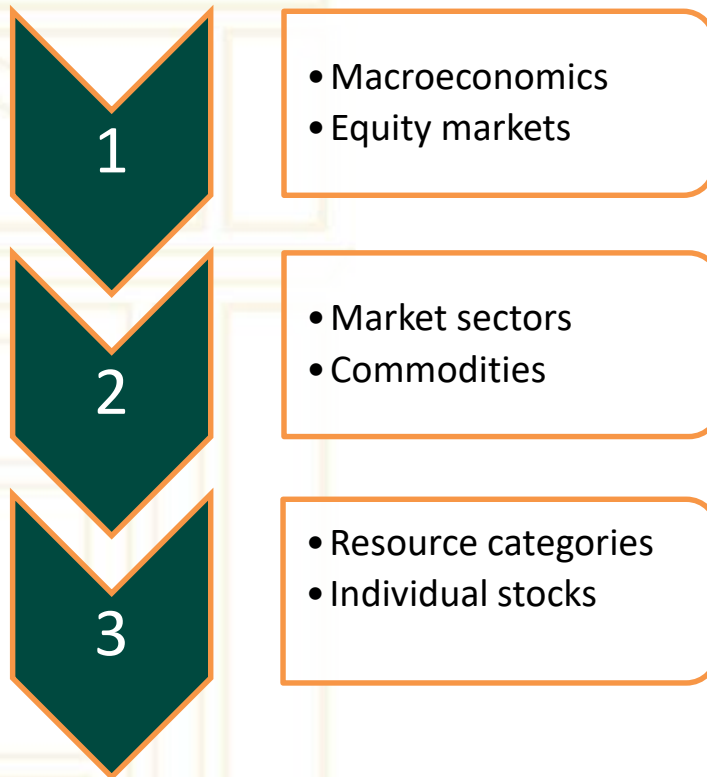 1
• Macroeconomics
• Equity markets
2
• Market sectors
• Commodities
3
• Resource categories
• Individual stocks